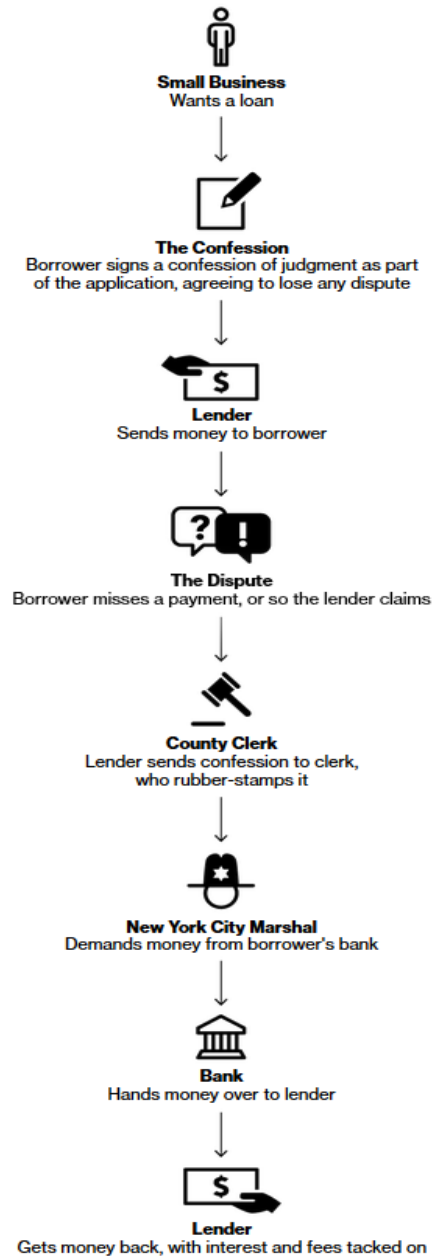 Small Business
Wants a loan
The Confession
Borrower signs a confession of judgment as part
of the application, agreeing to lose any dispute
$
Lender
Sends money to borrower
? !
The Dispute
Borrower misses a payment, or so the lender claims
County Clerk
Lender sends confession to clerk,
who rubber-stamps it
New York City Marshal
Demands money from borrower's bank
Bank
Hands money over to lender
$
Lender
Gets money back, with interest and fees tacked on